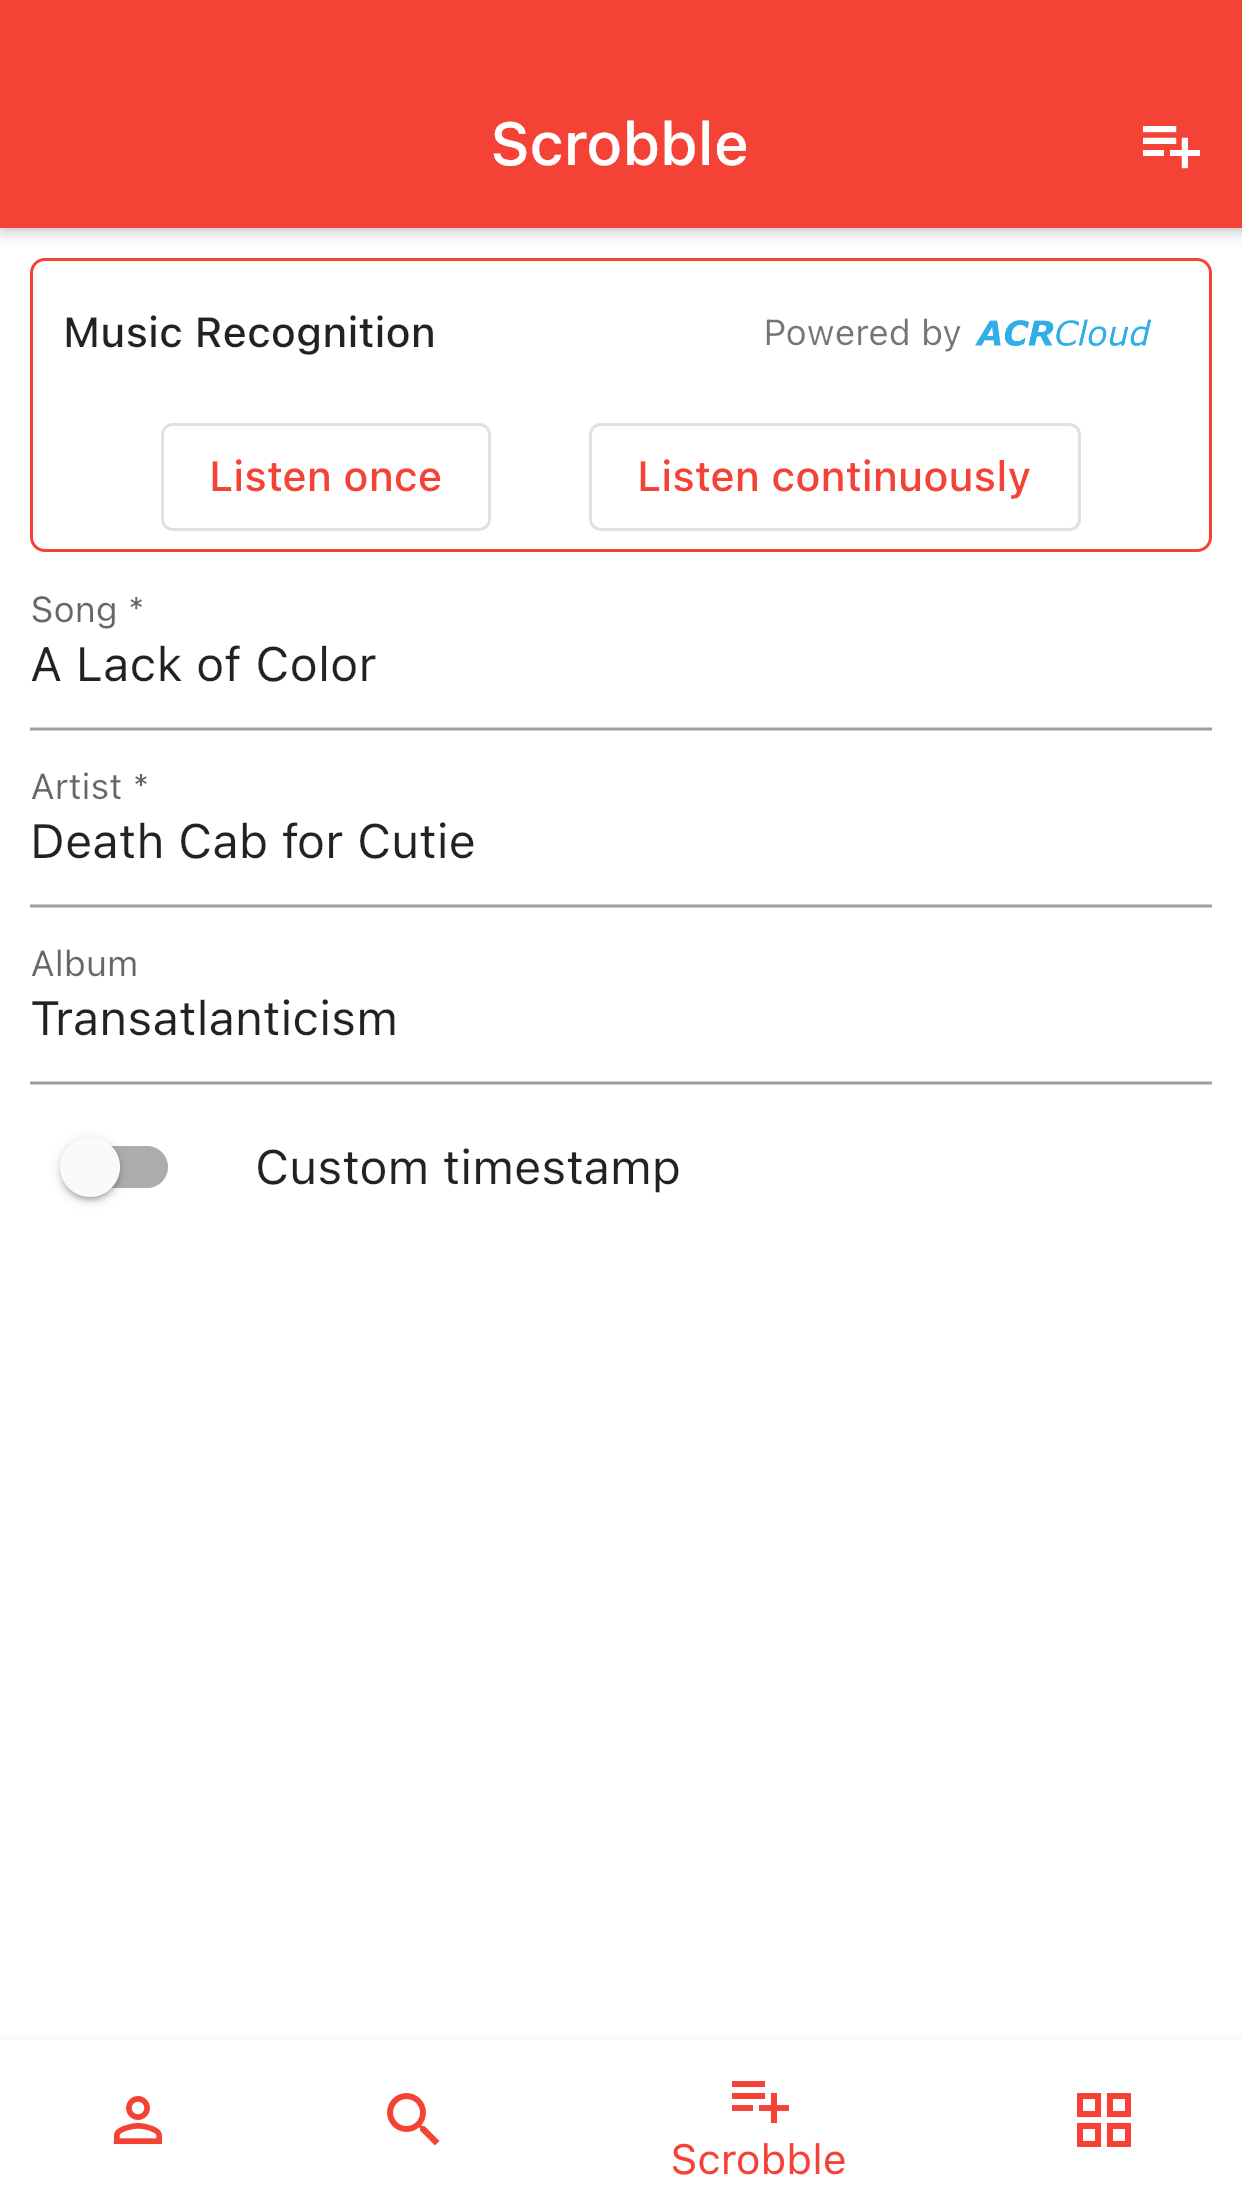 Scrobble
Music Recognition
Powered by ACRCloud
Listen once
Listen continuously
Song *
A Lack of Color
Artist *
Death Cab for Cutie
Album
Transatlanticism
Custom timestamp
Scrobble